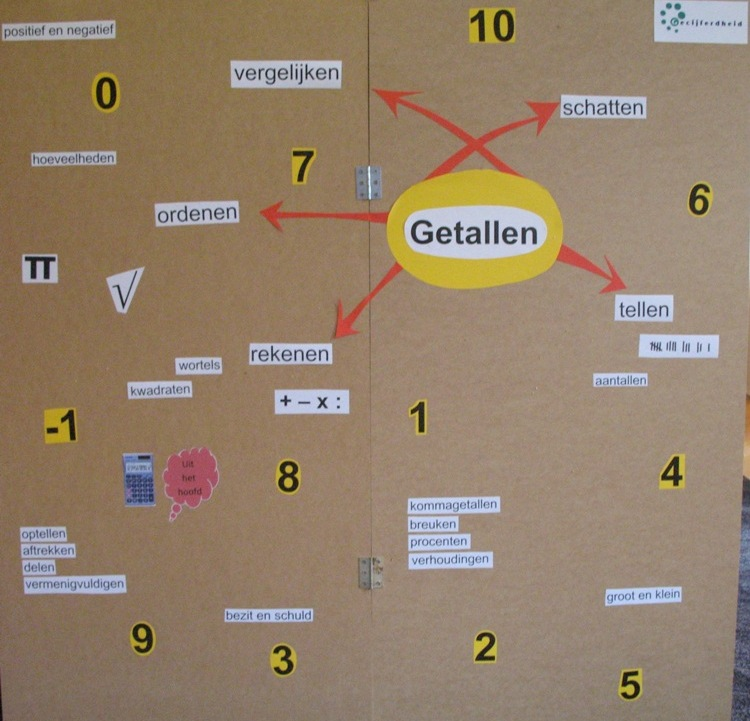 positief en negatief
10
Gecijferdheid
vergelijken
0
schatten
hoeveelheden
7
6
ordenen
Getallen
π
√
tellen
rekenen
wortels
kwadraten
aantallen
+ – x :
-1
1
8
4
uit
het
hoofd
kommagetallen
breuken
procenten
verhoudingen
optellen
aftrekken
delen
vermenigvuldigen
groot en klein
bezit en schuld
9
3
2
5